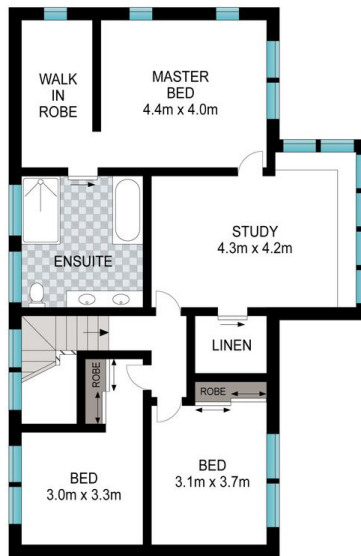 WALK
IN
ROBE
MASTER
BED
4.4m x 4.0m
ENSUITE
STUDY
4.3m x 4.2m
LINEN
ROBE
ROBE
BED
3.0m x 3.3m
BED
3.1m x 3.7m